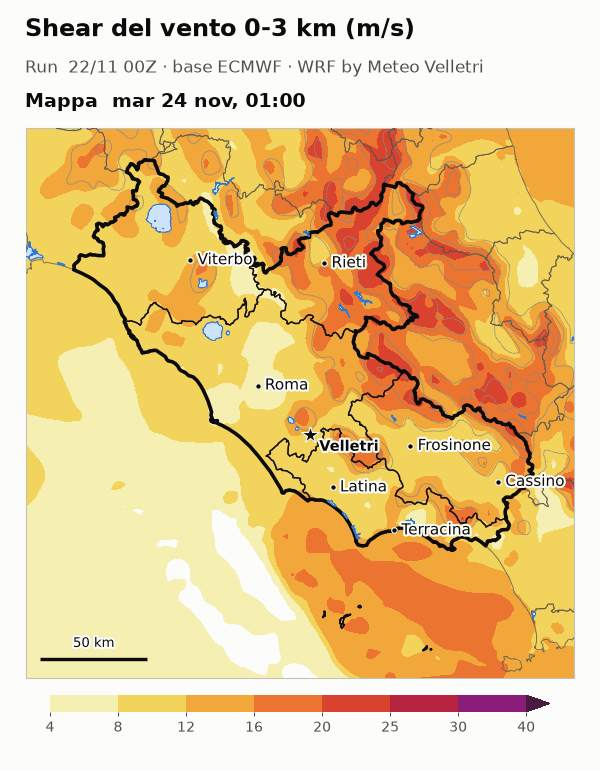 Shear del vento 0-3 km (m/s)
Run  22/11 00Z · base ECMWF · WRF by Meteo Velletri
Mappa  mar 24 nov, 01:00
Viterbo
Rieti
Roma
Velletri
Frosinone
Cassino
Latina
Terracina
50 km
4 8 12 16 20 25 30 40